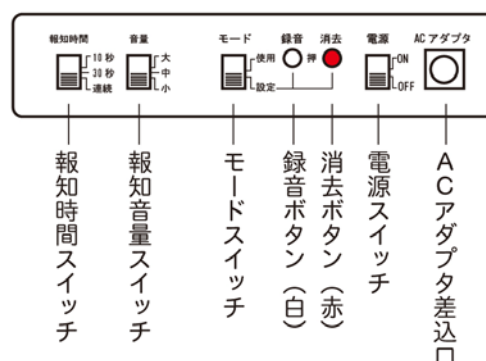 報知時間
10秒
30秒
連続
音量
大
中
小
モード
使用
設定
録音
押
消去
電源
ON
OFF
ACアダプタ
報知時間スイッチ
報知音量スイッチ
モードスイッチ
録音ボタン（白）
消去ボタン（赤）
電源スイッチ
ACアダプタ差込口